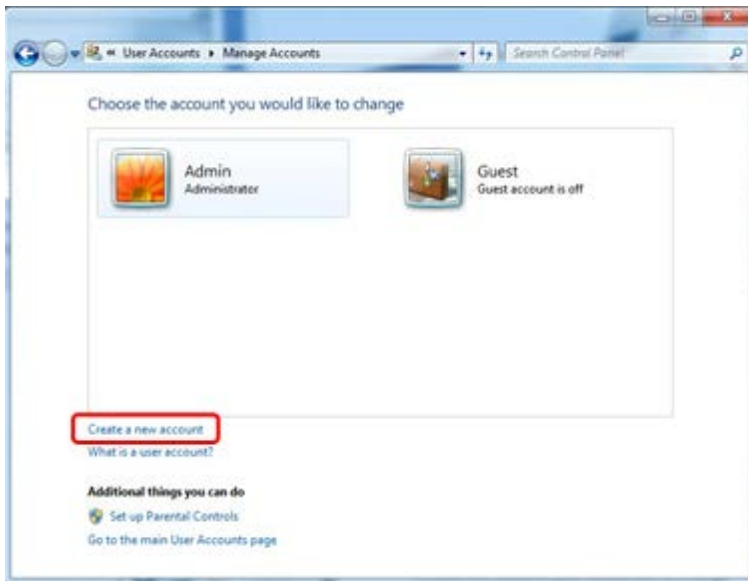 « User Accounts ▸ Manage Accounts
Search Control Panel
Choose the account you would like to change
Admin
Administrator
Guest
Guest account is off
Create a new account
What is a user account?
Additional things you can do
Set up Parental Controls
Go to the main User Accounts page